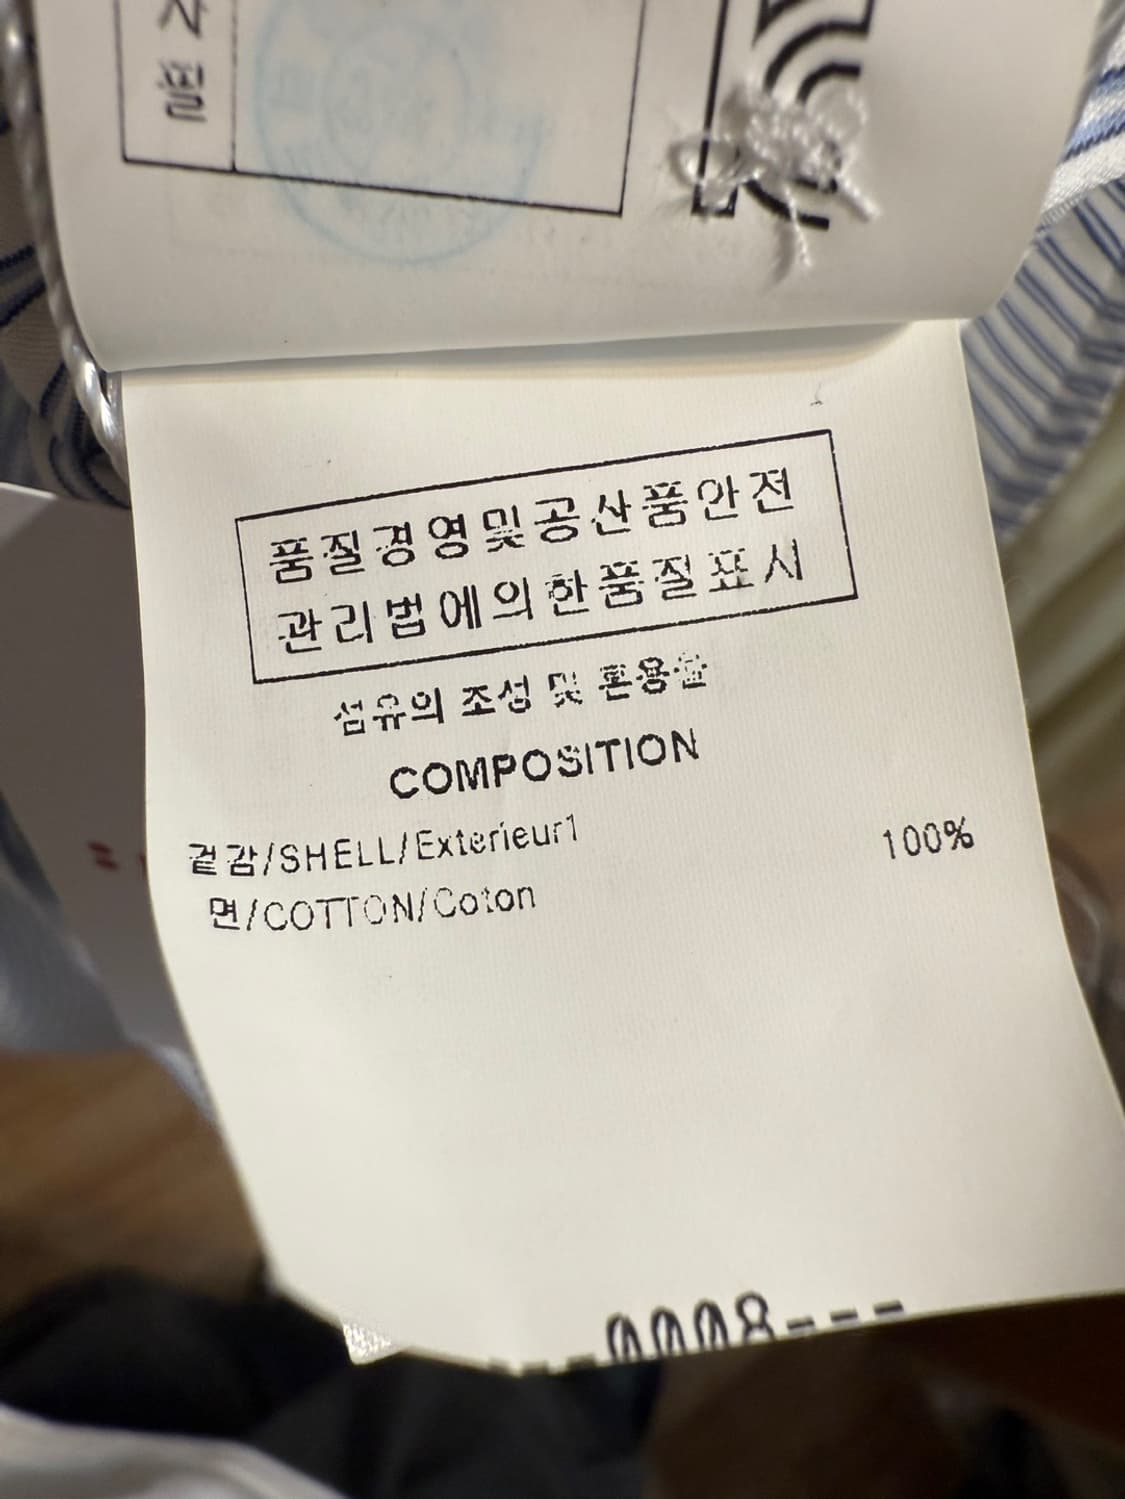 필
품질경영및공산품안전
관리법에의한품질표시
섬유의 조성 및 혼용율
COMPOSITION
겉감/SHELL/Exterieur1
100%
면/COTTON/Coton
0008---